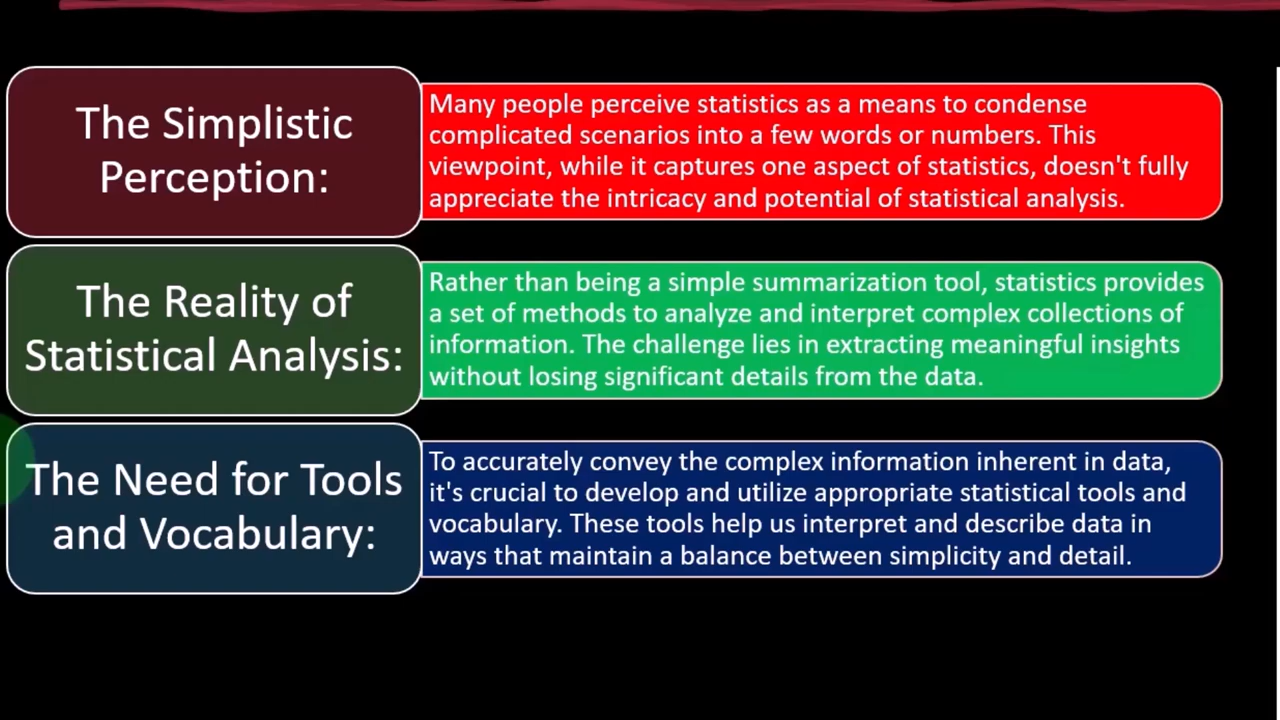 The Simplistic
Perception:
Many people perceive statistics as a means to condense
complicated scenarios into a few words or numbers. This
viewpoint, while it captures one aspect of statistics, doesn't fully
appreciate the intricacy and potential of statistical analysis.
The Reality of
Statistical Analysis:
Rather than being a simple summarization tool, statistics provides
a set of methods to analyze and interpret complex collections of
information. The challenge lies in extracting meaningful insights
without losing significant details from the data.
The Need for Tools
and Vocabulary:
To accurately convey the complex information inherent in data,
it's crucial to develop and utilize appropriate statistical tools and
vocabulary. These tools help us interpret and describe data in
ways that maintain a balance between simplicity and detail.